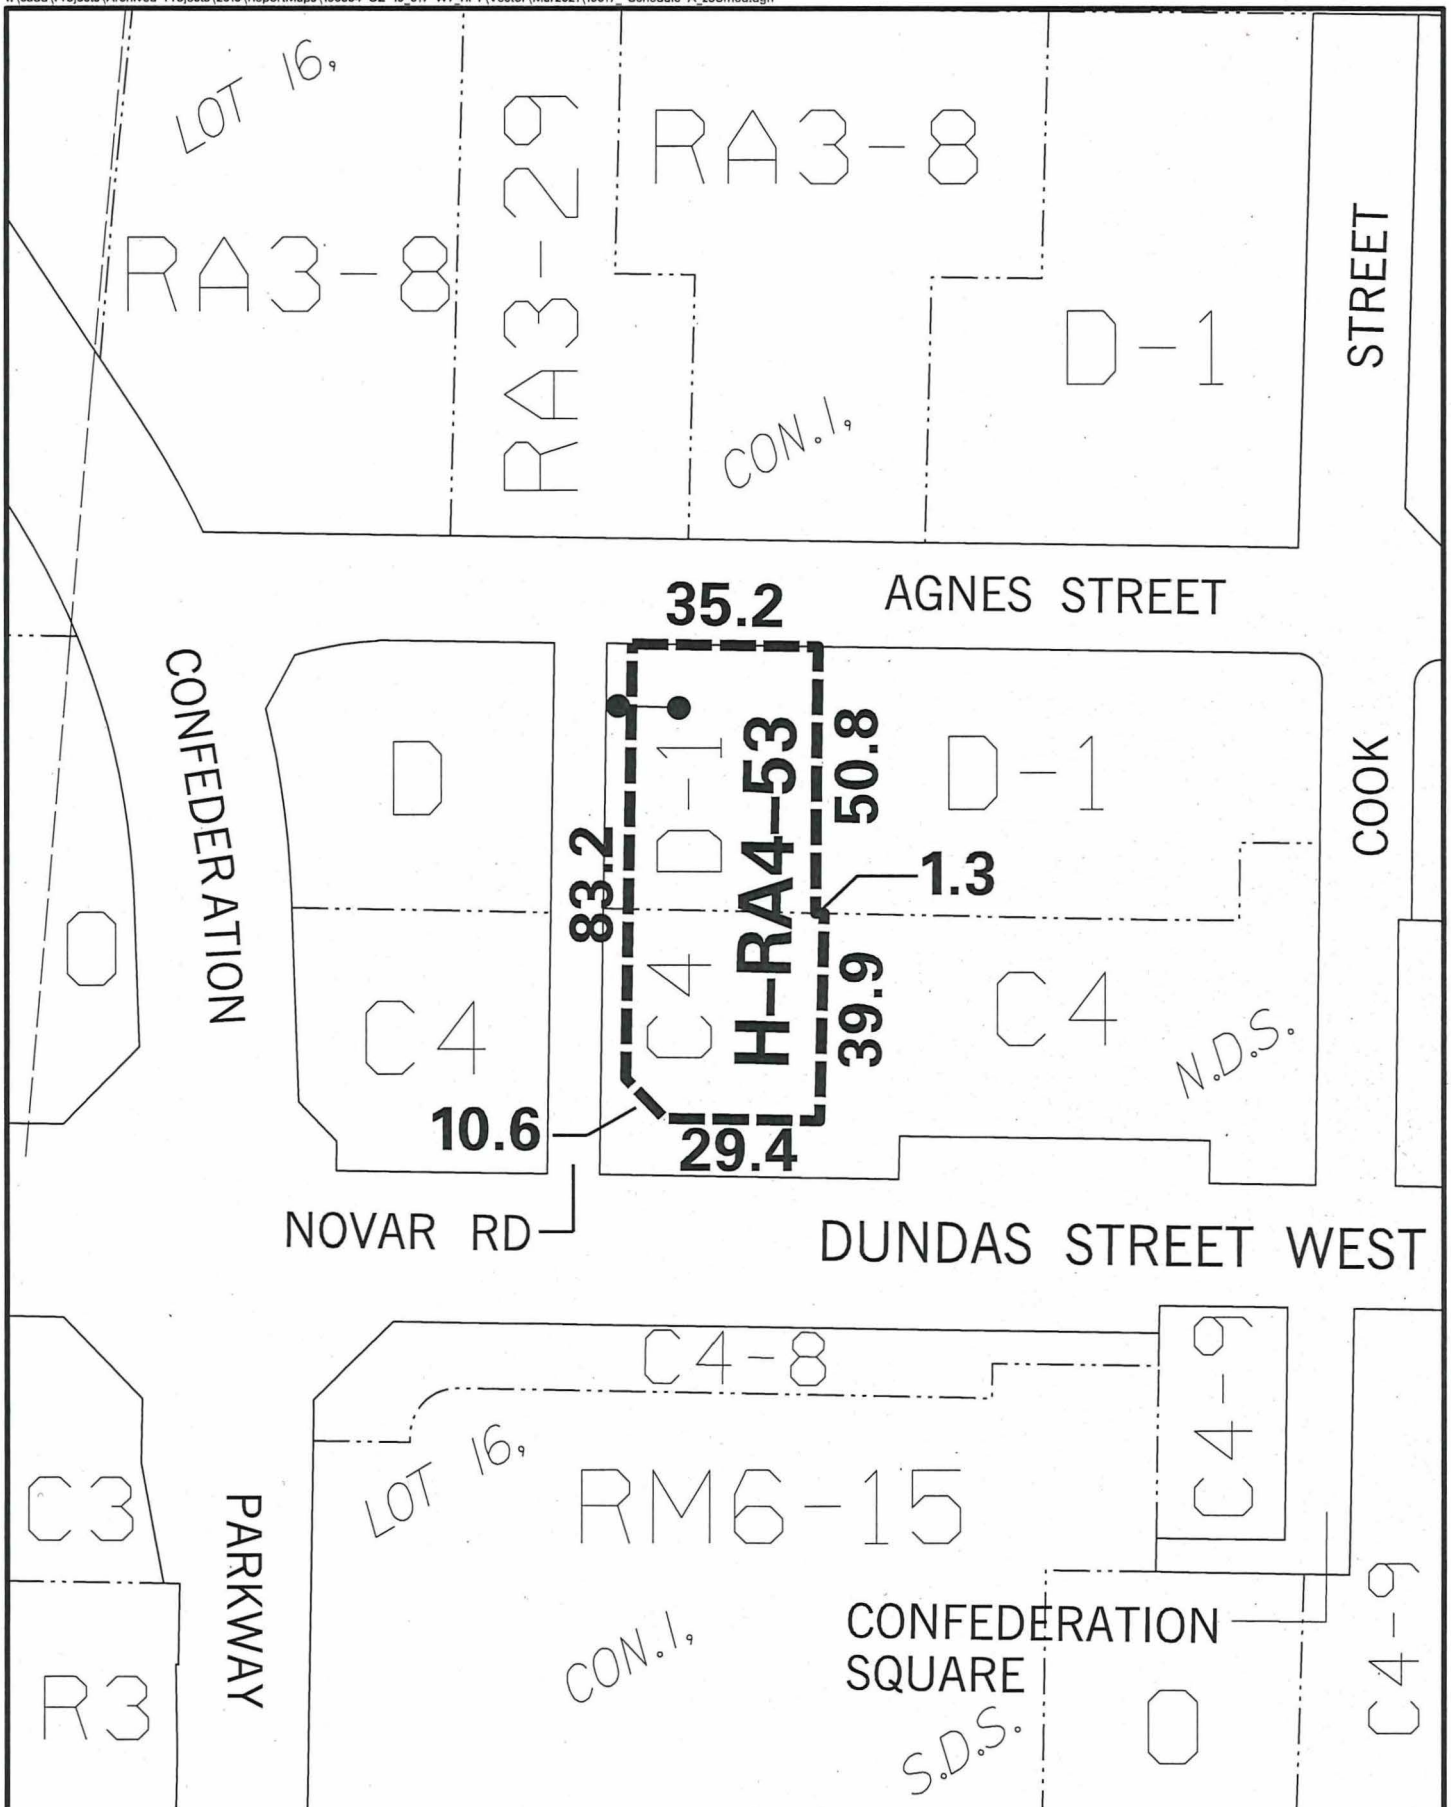 LOT 16,
RA3-8
RA3-29
RA3-8
D-1
CON.1,
STREET
AGNES STREET
35.2
CONFEDERATION
D
D-1
H-RA4-53
50.8
D-1
COOK
83.2
1.3
O
C4
C4
39.9
C4
N.D.S.
10.6
29.4
NOVAR RD
DUNDAS STREET WEST
C4-8
C4-9
LOT 16,
C3
RM6-15
PARKWAY
CONFEDERATION
SQUARE
C4-9
CON.1,
R3
O
S.D.S.